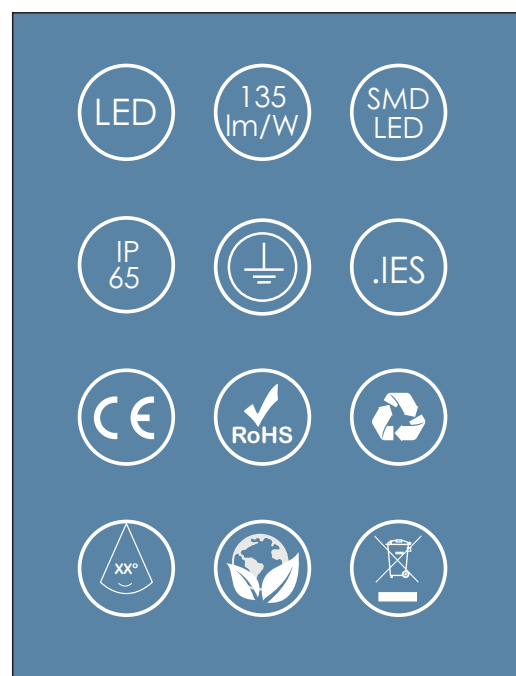 LED
135
lm/W
SMD
LED
IP
65
.IES
CE
RoHS
XX°